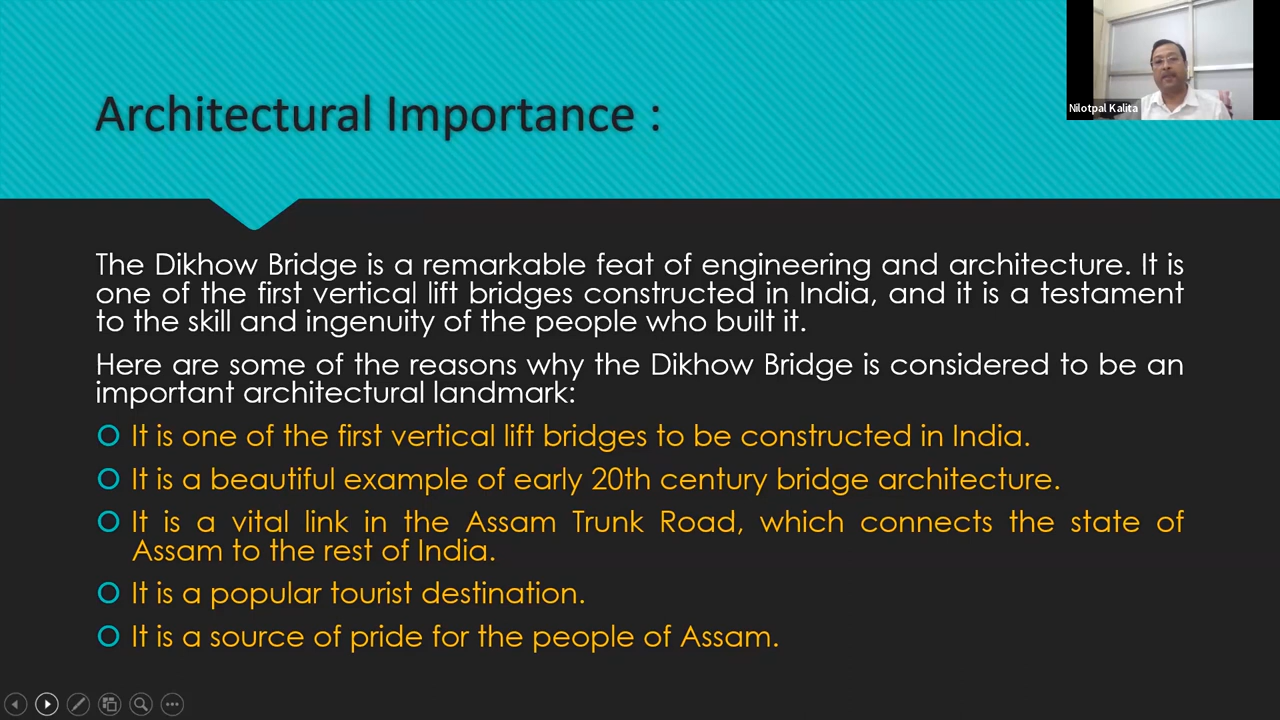 Architectural Importance :
Nilotpal Kalita
The Dikhow Bridge is a remarkable feat of engineering and architecture. It is
one of the first vertical lift bridges constructed in India, and it is a testament
to the skill and ingenuity of the people who built it.
Here are some of the reasons why the Dikhow Bridge is considered to be an
important architectural landmark:
It is one of the first vertical lift bridges to be constructed in India.
It is a beautiful example of early 20th century bridge architecture.
It is a vital link in the Assam Trunk Road, which connects the state of
Assam to the rest of India.
It is a popular tourist destination.
It is a source of pride for the people of Assam.